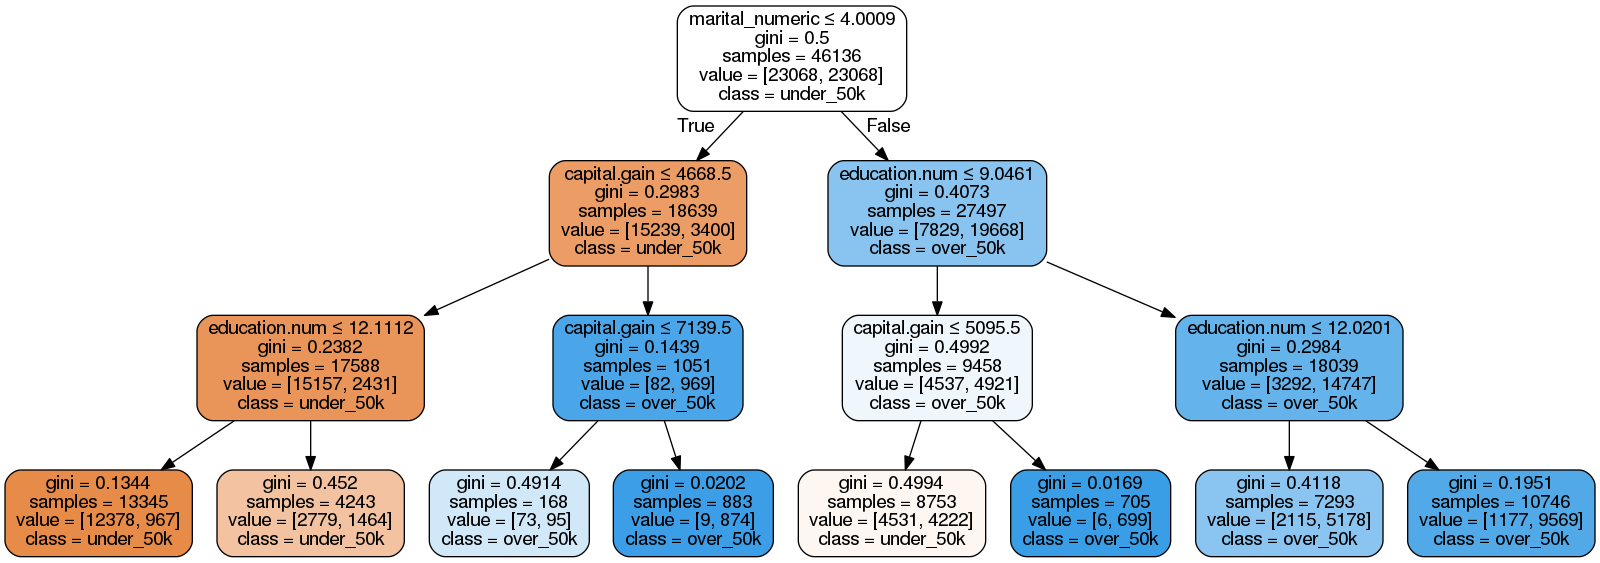 marital_numeric ≤ 4.0009
gini = 0.5
samples = 46136
value = [23068, 23068]
class = under_50k
True
False
capital.gain ≤ 4668.5
gini = 0.2983
samples = 18639
value = [15239, 3400]
class = under_50k
education.num ≤ 9.0461
gini = 0.4073
samples = 27497
value = [7829, 19668]
class = over_50k
education.num ≤ 12.1112
gini = 0.2382
samples = 17588
value = [15157, 2431]
class = under_50k
capital.gain ≤ 7139.5
gini = 0.1439
samples = 1051
value = [82, 969]
class = over_50k
capital.gain ≤ 5095.5
gini = 0.4992
samples = 9458
value = [4537, 4921]
class = over_50k
education.num ≤ 12.0201
gini = 0.2984
samples = 18039
value = [3292, 14747]
class = over_50k
gini = 0.1344
samples = 13345
value = [12378, 967]
class = under_50k
gini = 0.452
samples = 4243
value = [2779, 1464]
class = under_50k
gini = 0.4914
samples = 168
value = [73, 95]
class = over_50k
gini = 0.0202
samples = 883
value = [9, 874]
class = over_50k
gini = 0.4994
samples = 8753
value = [4531, 4222]
class = under_50k
gini = 0.0169
samples = 705
value = [6, 699]
class = over_50k
gini = 0.4118
samples = 7293
value = [2115, 5178]
class = over_50k
gini = 0.1951
samples = 10746
value = [1177, 9569]
class = over_50k